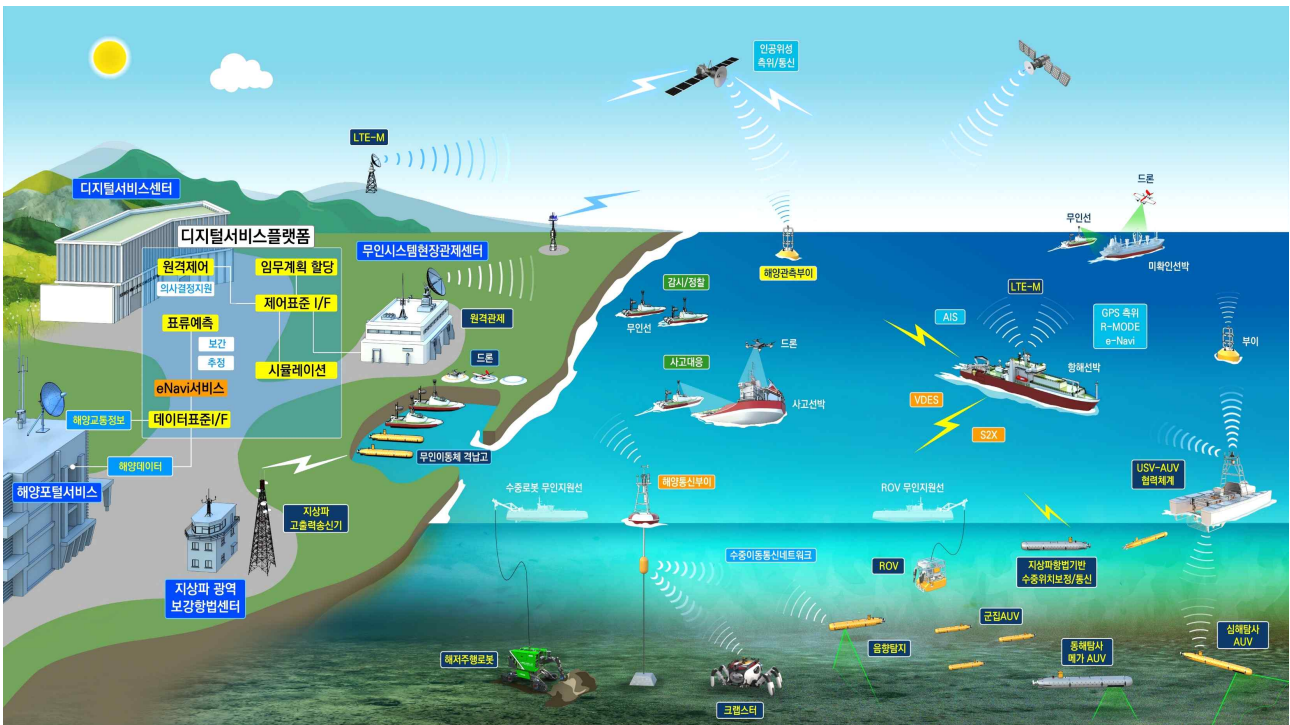 인공위성
측위/통신
LTE-M
드론
무인선
미확인선박
디지털서비스센터
디지털서비스플랫폼
원격제어
의사결정지원
임무계획 할당
제어표준 I/F
표류예측
보간
추정
시뮬레이션
eNavi서비스
데이터표준I/F
해양교통정보
해양데이터
해양포털서비스
무인시스템현장관제센터
원격관제
드론
무인이동체 격납고
지상파
고출력송신기
지상파 광역
보강항법센터
해양관측부이
감시/정찰
무인선
드론
사고대응
사고선박
LTE-M
AIS
GPS 측위
R-MODE
e-Navi
항해선박
VDES
S2X
부이
USV-AUV
협력체계
수중로봇 무인지원선
해양통신부이
ROV 무인지원선
수중이동통신네트워크
ROV
지상파항법기반
수중위치보정/통신
군집AUV
음향탐지
동해탐사
메가 AUV
심해탐사
AUV
해저주행로봇
크랩스터